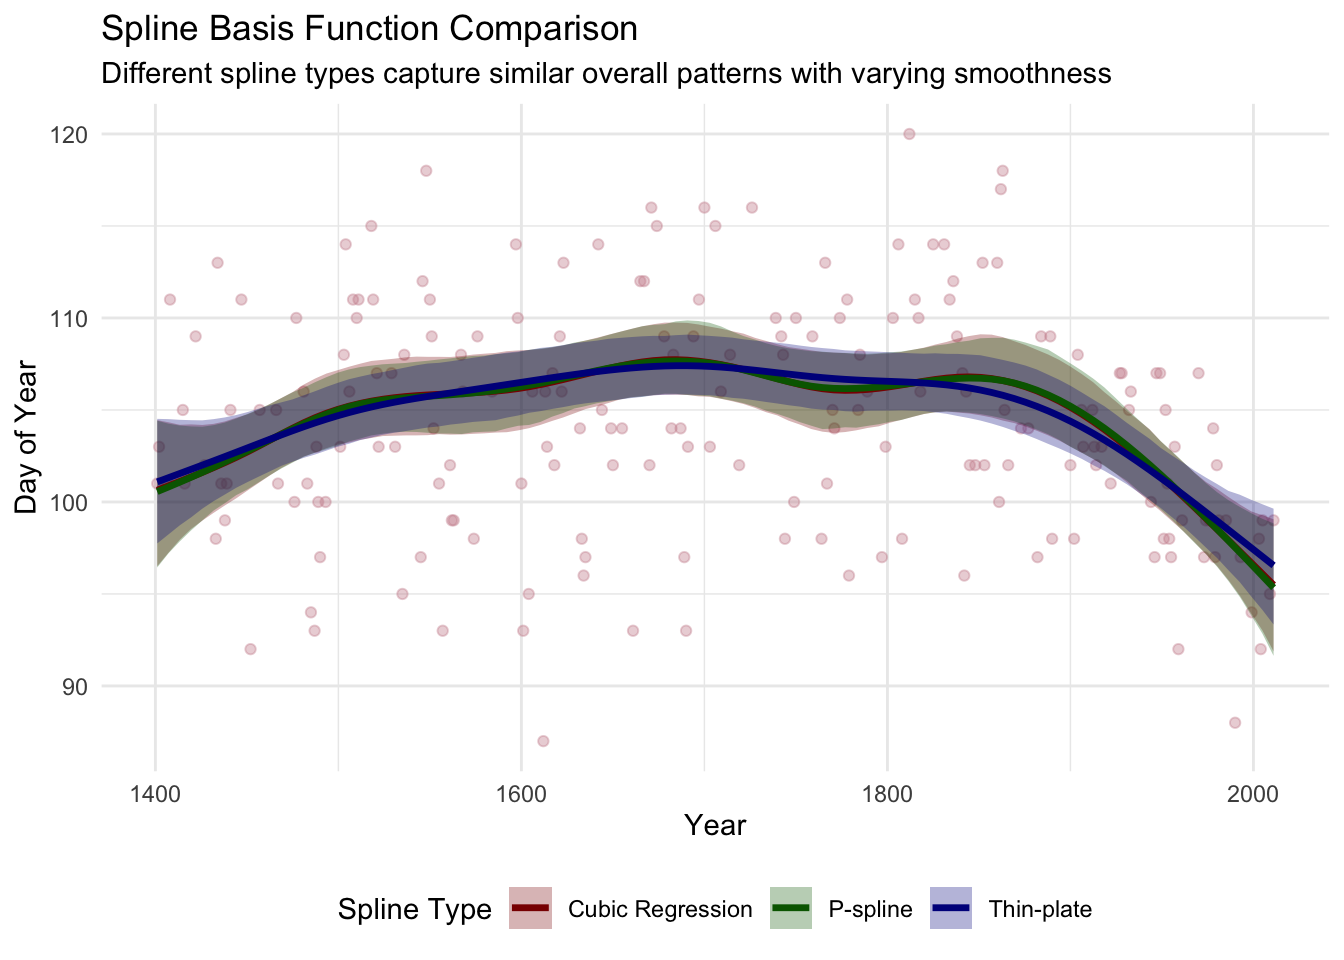 Spline Basis Function Comparison
Different spline types capture similar overall patterns with varying smoothness
120
110
100
90
Day of Year
1400 1600 1800 2000
Year
Spline Type Cubic Regression P-spline Thin-plate